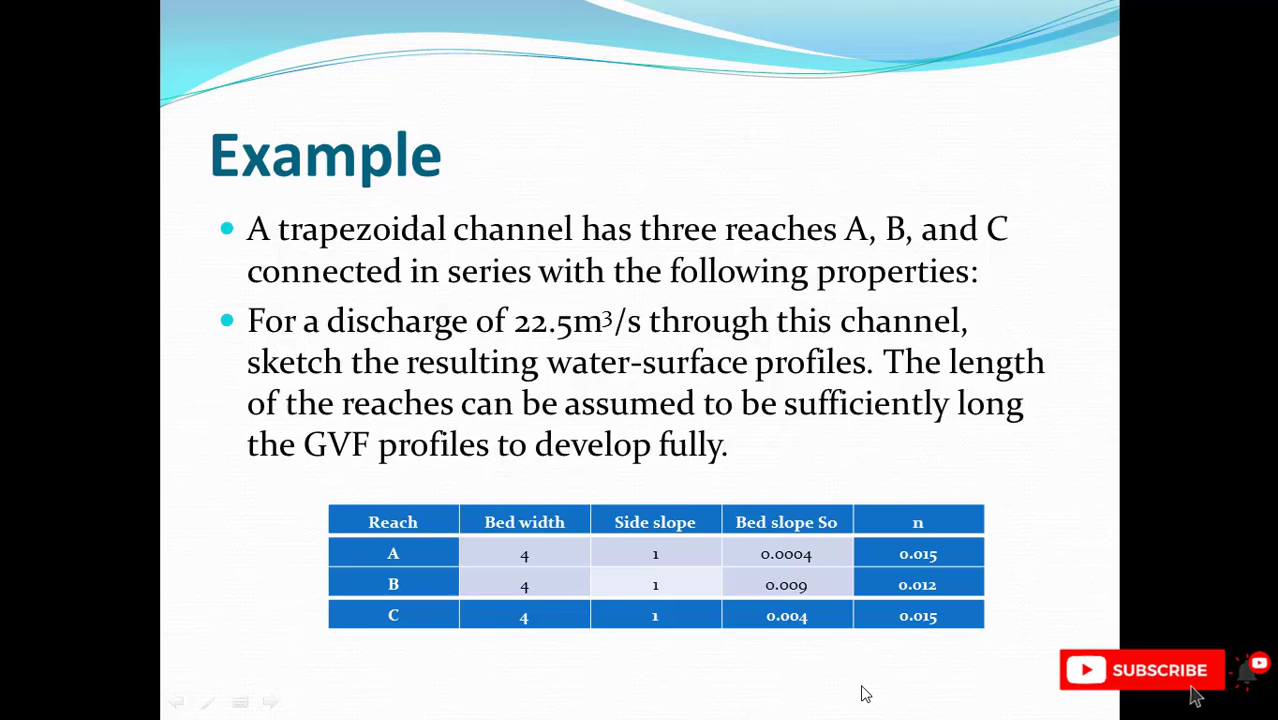 Example
A trapezoidal channel has three reaches A, B, and C
connected in series with the following properties:
For a discharge of 22.5m³/s through this channel,
sketch the resulting water-surface profiles. The length
of the reaches can be assumed to be sufficiently long
the GVF profiles to develop fully.
Reach Bed width Side slope Bed slope So n
A 4 1 0.0004 0.015
B 4 1 0.009 0.012
C 4 1 0.004 0.015
SUBSCRIBE